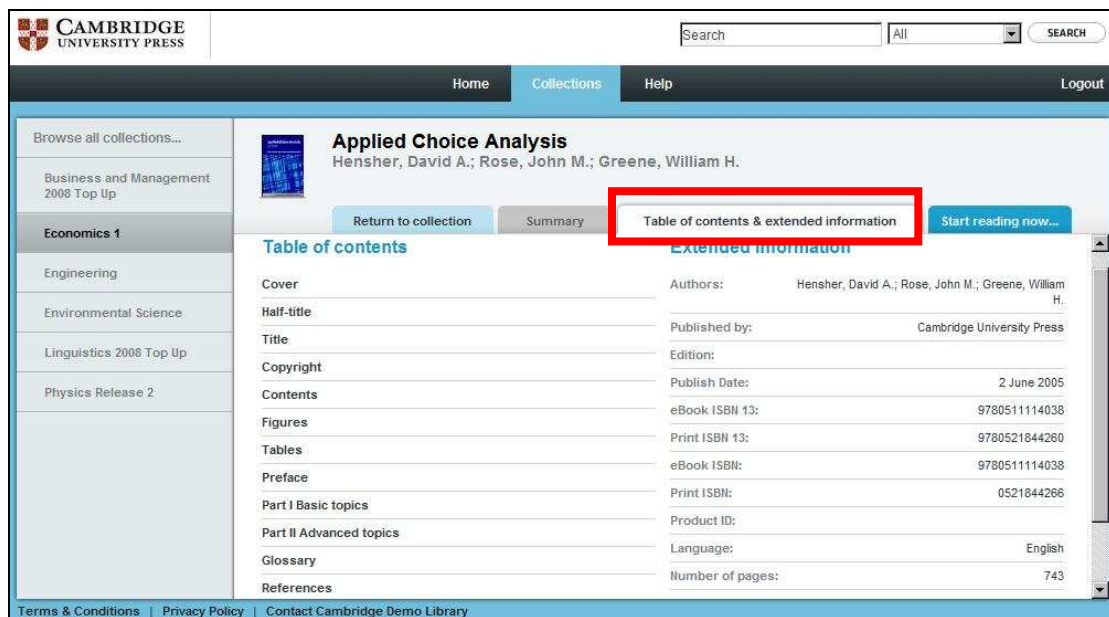 CAMBRIDGE
UNIVERSITY PRESS
Search
All
SEARCH
Home
Collections
Help
Logout
Browse all collections...
Business and Management
2008 Top Up
Economics 1
Engineering
Environmental Science
Linguistics 2008 Top Up
Physics Release 2
Applied Choice Analysis
Hensher, David A.; Rose, John M.; Greene, William H.
Return to collection
Summary
Table of contents & extended information
Start reading now...
Table of contents
Cover
Half-title
Title
Copyright
Contents
Figures
Tables
Preface
Part I Basic topics
Part II Advanced topics
Glossary
References
Extended information
Authors: Hensher, David A.; Rose, John M.; Greene, William
H.
Published by: Cambridge University Press
Edition:
Publish Date: 2 June 2005
eBook ISBN 13: 9780511114038
Print ISBN 13: 9780521844260
eBook ISBN: 9780511114038
Print ISBN: 0521844266
Product ID:
Language: English
Number of pages: 743
Terms & Conditions | Privacy Policy | Contact Cambridge Demo Library